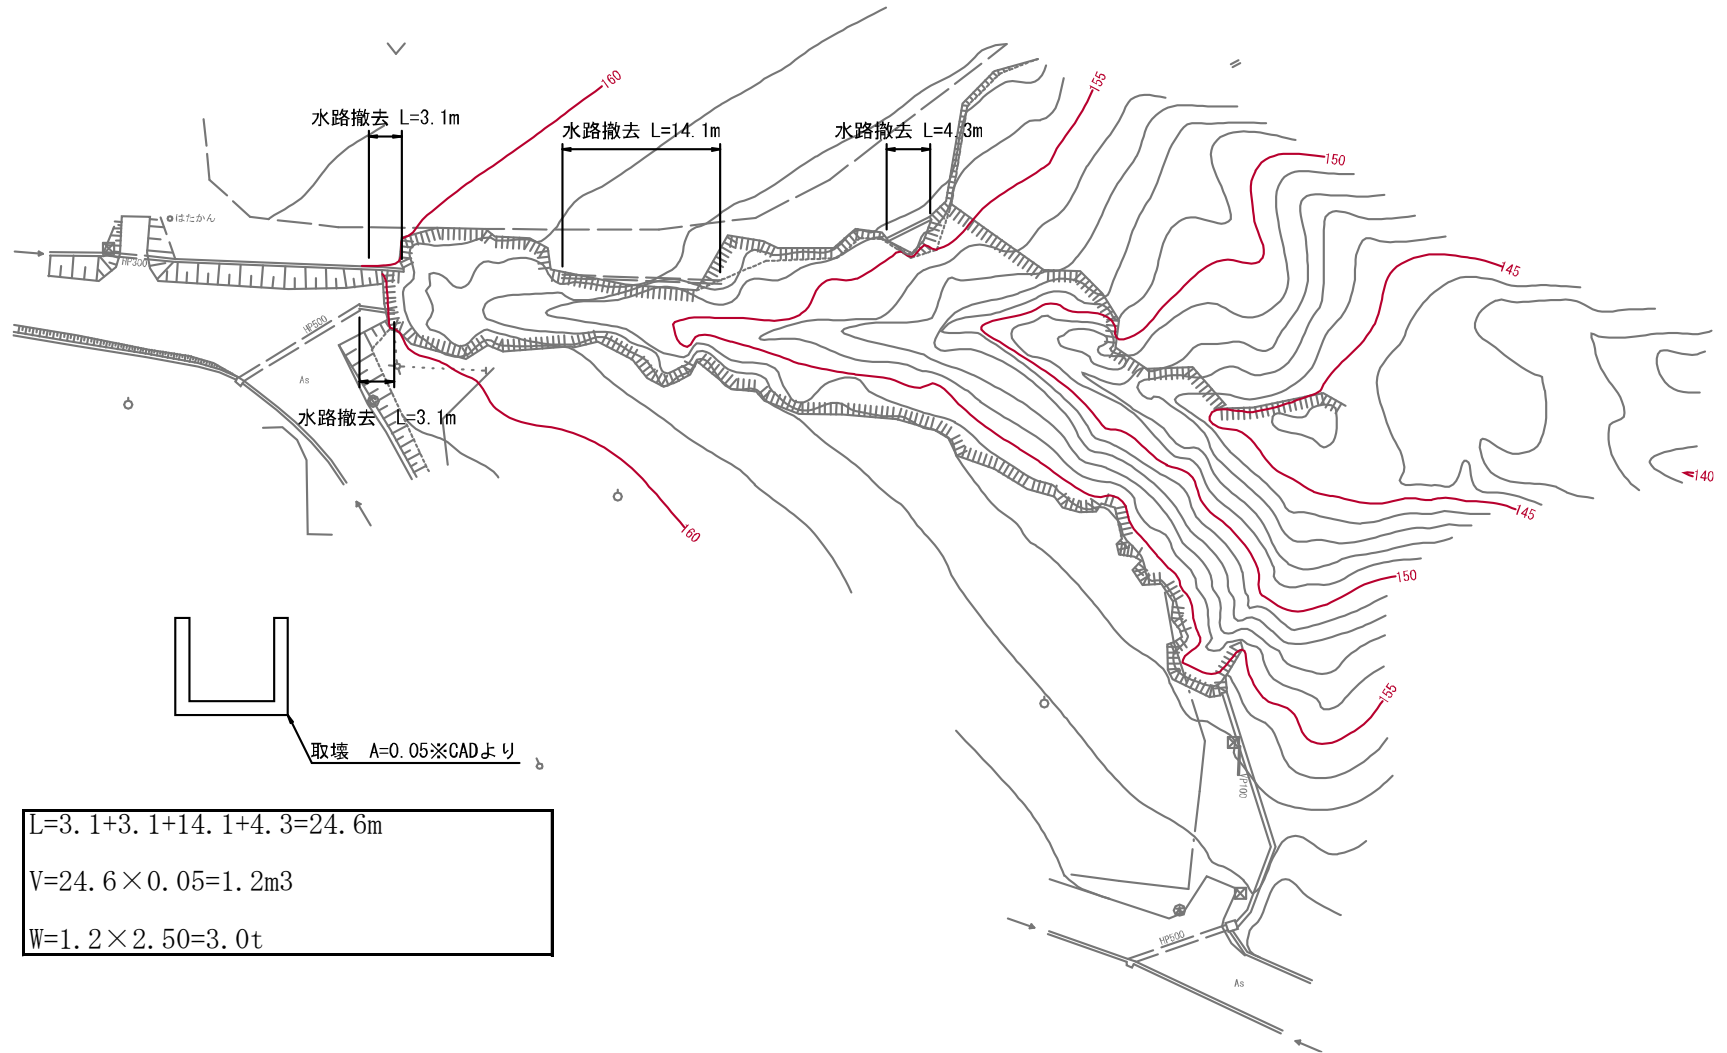 160
155
水路撤去 L=3.1m
水路撤去 L=14.1m
水路撤去 L=4.3m
150
はたかん
HP300
145
HP500
As
水路撤去 L=3.1m
140
145
160
150
155
取壊 A=0.05※CADより
VP100
L=3.1+3.1+14.1+4.3=24.6m
V=24.6×0.05=1.2m3
W=1.2×2.50=3.0t
HP500
As